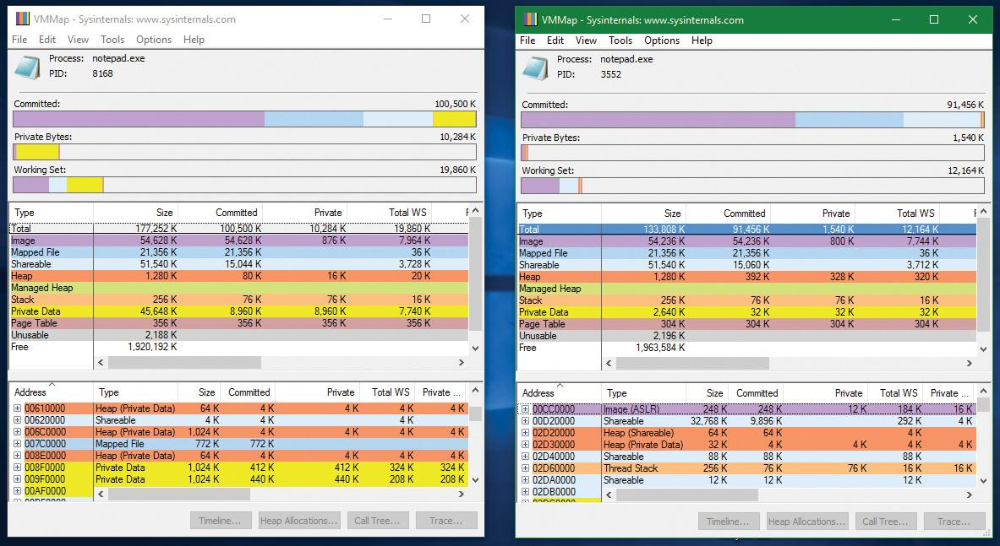 VMMap - Sysinternals: www.sysinternals.com
File Edit View Tools Options Help
Process: notepad.exe
PID: 8168
Committed: 100,500 K
Private Bytes: 10,284 K
Working Set: 19,860 K
Type Size Committed Private Total WS
Total 177,252 K 100,500 K 10,284 K 19,860 K
Image 54,628 K 54,628 K 876 K 7,964 K
Mapped File 21,356 K 21,356 K 36 K
Shareable 51,540 K 15,044 K 3,728 K
Heap 1,280 K 80 K 16 K 20 K
Managed Heap
Stack 256 K 76 K 76 K 16 K
Private Data 45,648 K 8,960 K 8,960 K 7,740 K
Page Table 356 K 356 K 356 K 356 K
Unusable 2,188 K
Free 1,920,192 K
Address Type Size Committed Private Total WS Private ...
00610000 Heap (Private Data) 64 K 4 K 4 K 4 K 4 K
00620000 Shareable 4 K 4 K 4 K
006C0000 Heap (Private Data) 1,024 K 4 K 4 K 4 K 4 K
007C0000 Mapped File 772 K 772 K
008E0000 Heap (Private Data) 64 K 4 K 4 K 4 K 4 K
008F0000 Private Data 1,024 K 412 K 412 K 324 K 324 K
009F0000 Private Data 1,024 K 440 K 440 K 208 K 208 K
00AF0000
Timeline... Heap Allocations... Call Tree... Trace...
VMMap - Sysinternals: www.sysinternals.com
File Edit View Tools Options Help
Process: notepad.exe
PID: 3552
Committed: 91,456 K
Private Bytes: 1,540 K
Working Set: 12,164 K
Type Size Committed Private Total WS
Total 133,808 K 91,456 K 1,540 K 12,164 K
Image 54,236 K 54,236 K 800 K 7,744 K
Mapped File 21,356 K 21,356 K 36 K
Shareable 51,540 K 15,060 K 3,712 K
Heap 1,280 K 392 K 328 K 320 K
Managed Heap
Stack 256 K 76 K 76 K 16 K
Private Data 2,640 K 32 K 32 K 32 K
Page Table 304 K 304 K 304 K 304 K
Unusable 2,196 K
Free 1,963,584 K
Address Type Size Committed Private Total WS Private ...
00CC0000 Image (ASLR) 248 K 248 K 12 K 184 K 16 K
00D20000 Shareable 32,768 K 9,896 K 292 K 4 K
02D20000 Heap (Shareable) 64 K 64 K 4 K
02D30000 Heap (Private Data) 32 K 4 K 4 K 4 K 4 K
02D40000 Shareable 88 K 88 K 88 K
02D60000 Thread Stack 256 K 76 K 76 K 16 K 16 K
02DA0000 Shareable 12 K 12 K 12 K
02DB0000
Timeline... Heap Allocations... Call Tree... Trace...